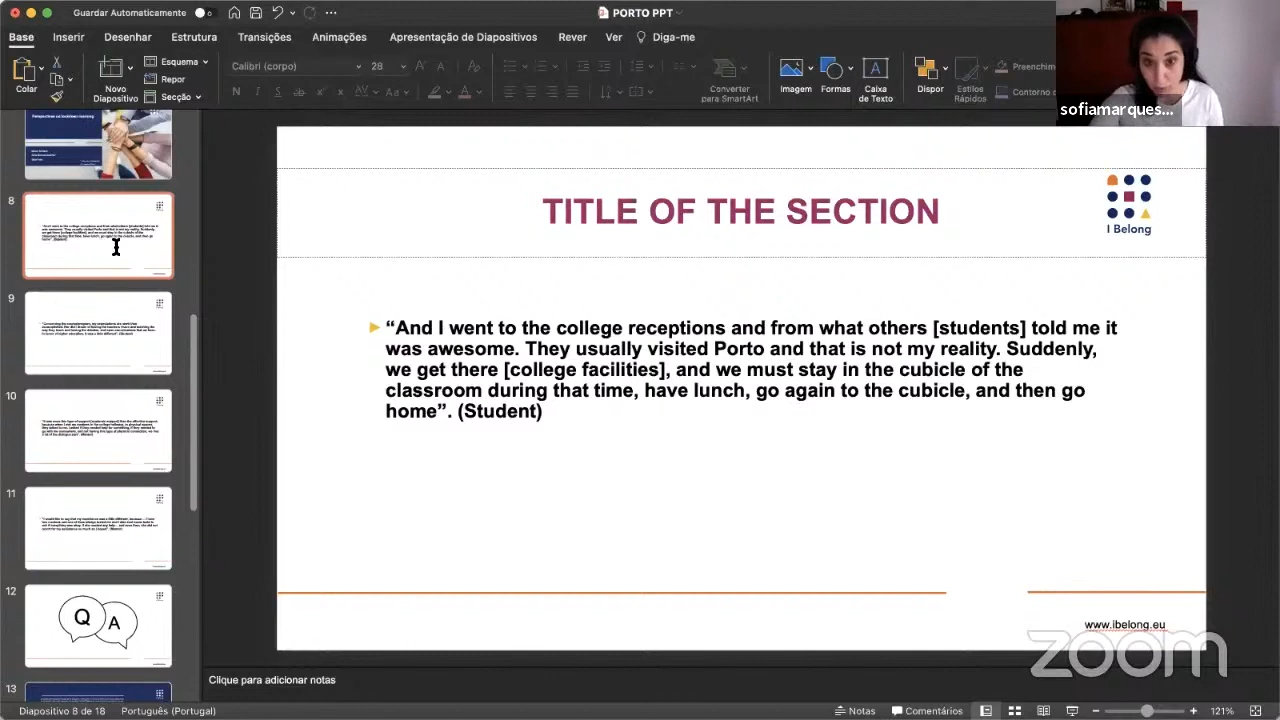 Guardar Automaticamente
PORTO PPT
Base Inserir Desenhar Estrutura Transições Animações Apresentação de Diapositivos Rever Ver Diga-me
Colar
Novo
Diapositivo
Esquema
Repor
Secção
Calibri (corpo) 28
N I S
Converter
para SmartArt
Imagem
Formas
Caixa
de Texto
Dispor
Estilos
Rápidos
Preenchim
Contorno d
sofiamarques...
8
9
10
11
12
Q A
13
TITLE OF THE SECTION
I Belong
“And I went to the college receptions and from what others [students] told me it
was awesome. They usually visited Porto and that is not my reality. Suddenly,
we get there [college facilities], and we must stay in the cubicle of the
classroom during that time, have lunch, go again to the cubicle, and then go
home”. (Student)
www.ibelong.eu
zoom
Clique para adicionar notas
Diapositivo 8 de 18 Português (Portugal) Notas Comentários 121%